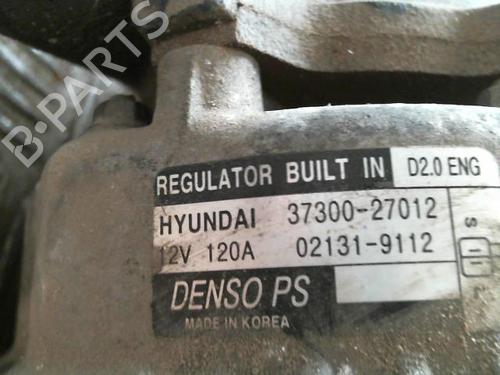 B-PARTS
REGULATOR BUILT IN D2.0 ENG
HYUNDAI 37300-27012
12V 120A 02131-9112
S
DENSO PS
MADE IN KOREA